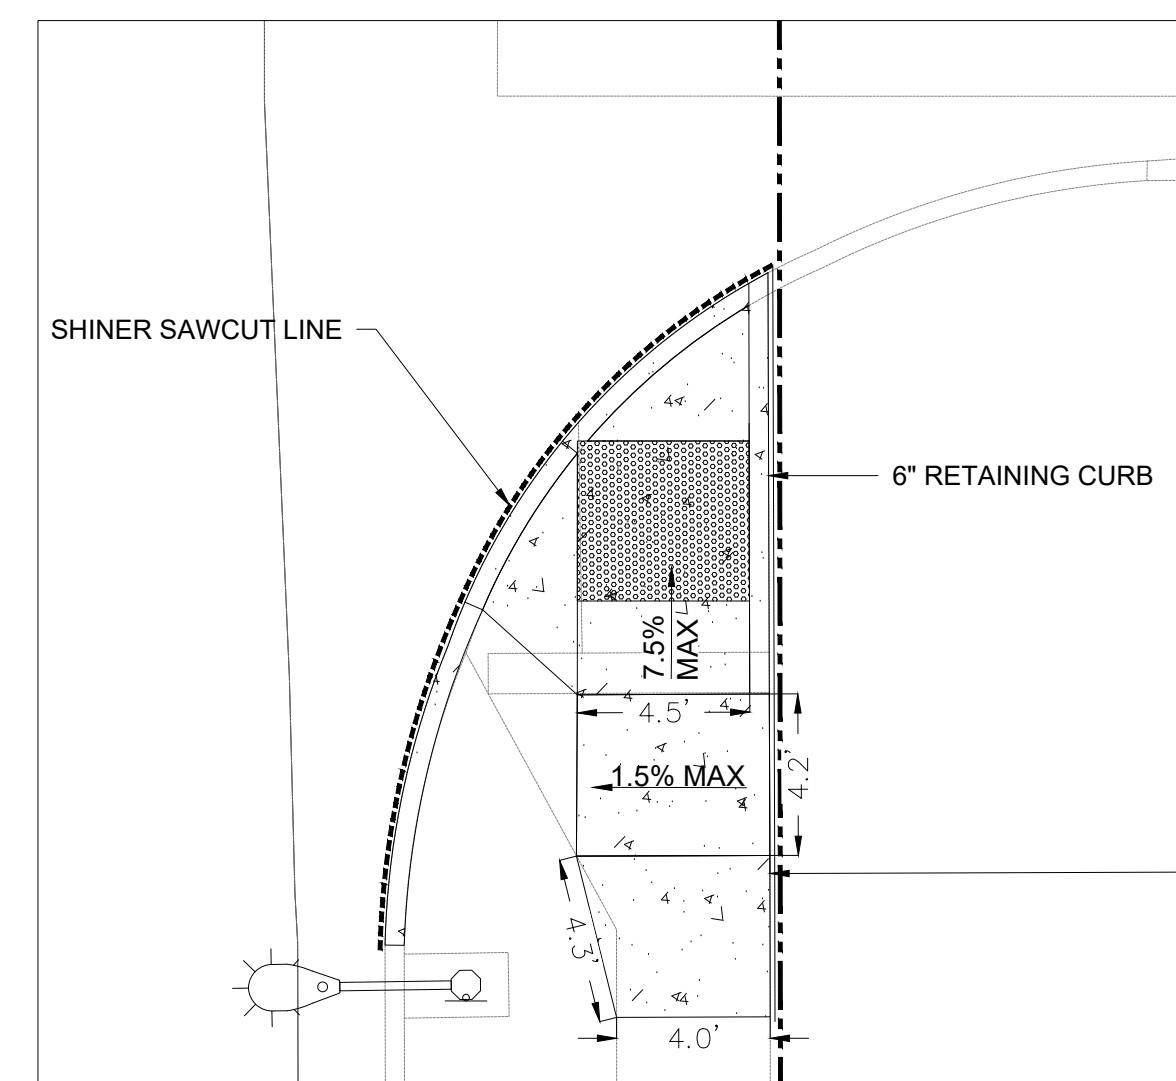 SHINER SAWCUT LINE
6" RETAINING CURB
7.5%
MAX
4.5'
1.5% MAX
4.2'
4.3'
4.0'